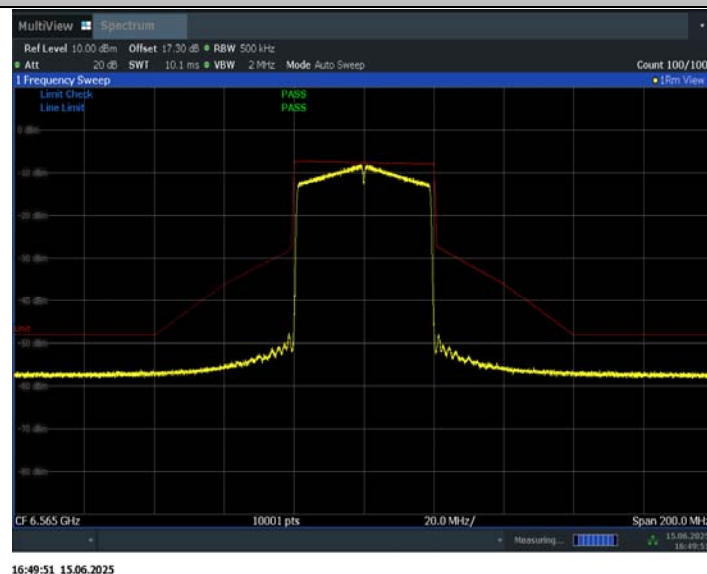 MultiView Spectrum
Ref Level 10.00 dBm Offset 17.30 dB RBW 500 kHz
Att 20 dB SWT 10.1 ms VBW 2 MHz Mode Auto Sweep Count 100/100
1 Frequency Sweep 1Rm View
Limit Check PASS
Line Limit PASS
0 dBm
-10 dBm
-20 dBm
-30 dBm
-40 dBm
Limit
-50 dBm
-60 dBm
-70 dBm
-80 dBm
CF 6.565 GHz 10001 pts 20.0 MHz/ Span 200.0 MHz
Measuring... 15.06.2025
16:49:51
16:49:51 15.06.2025